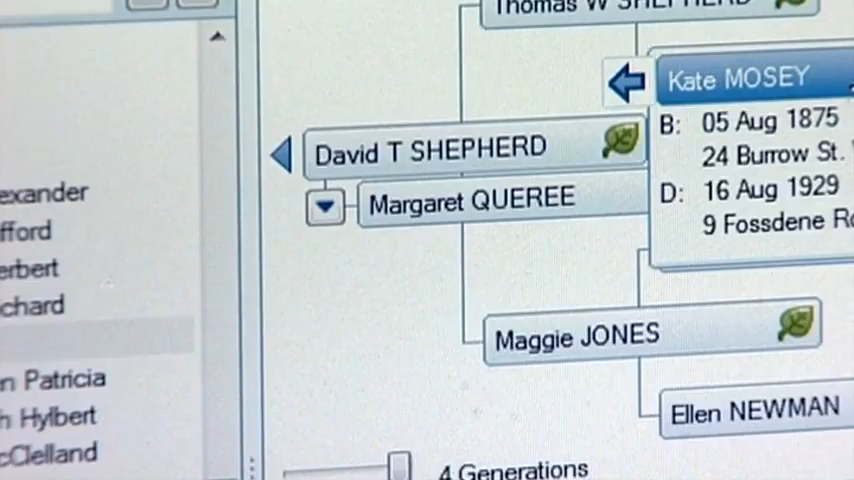 Thomas W SHEPHERD
Kate MOSEY
B: 05 Aug 1875
24 Burrow St.
D: 16 Aug 1929
9 Fossdene Ro
David T SHEPHERD
Margaret QUEREE
Maggie JONES
Ellen NEWMAN
4 Generations
exander
fford
erbert
chard
n Patricia
h Hylbert
cClelland